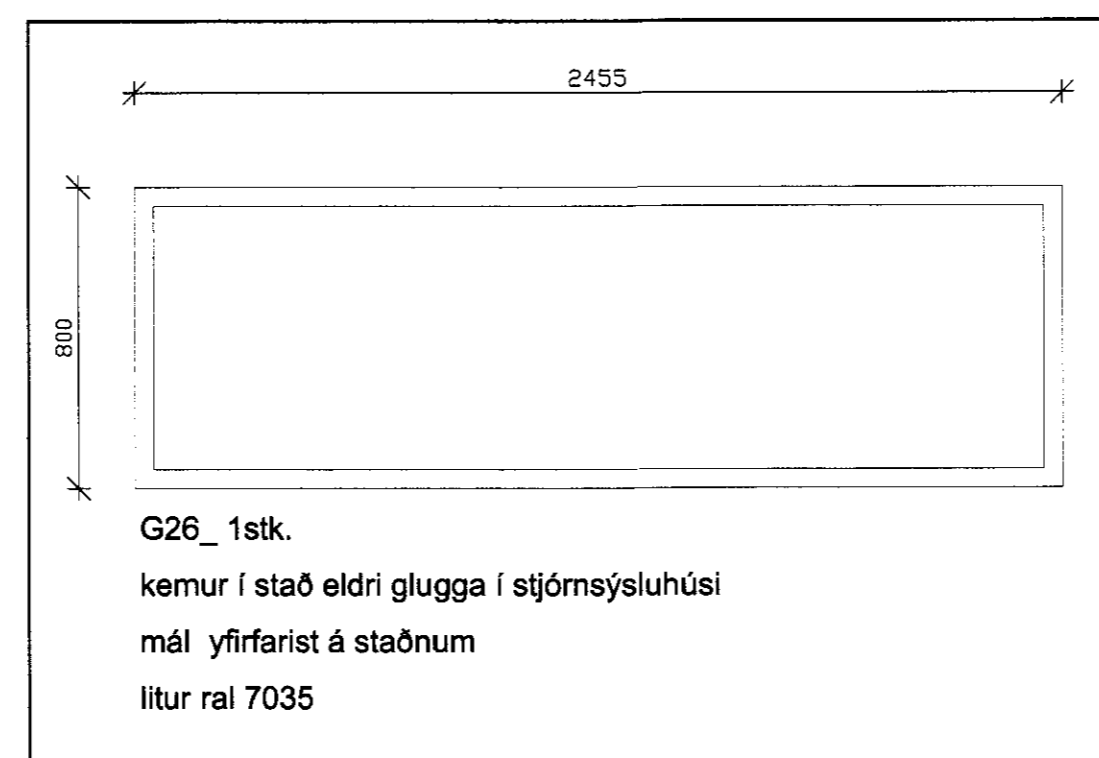 2455
800
G26_ 1stk.
kemur í stað eldri glugga í stjórnsýsluhúsi
mál yfirfarist á staðnum
litur ral 7035